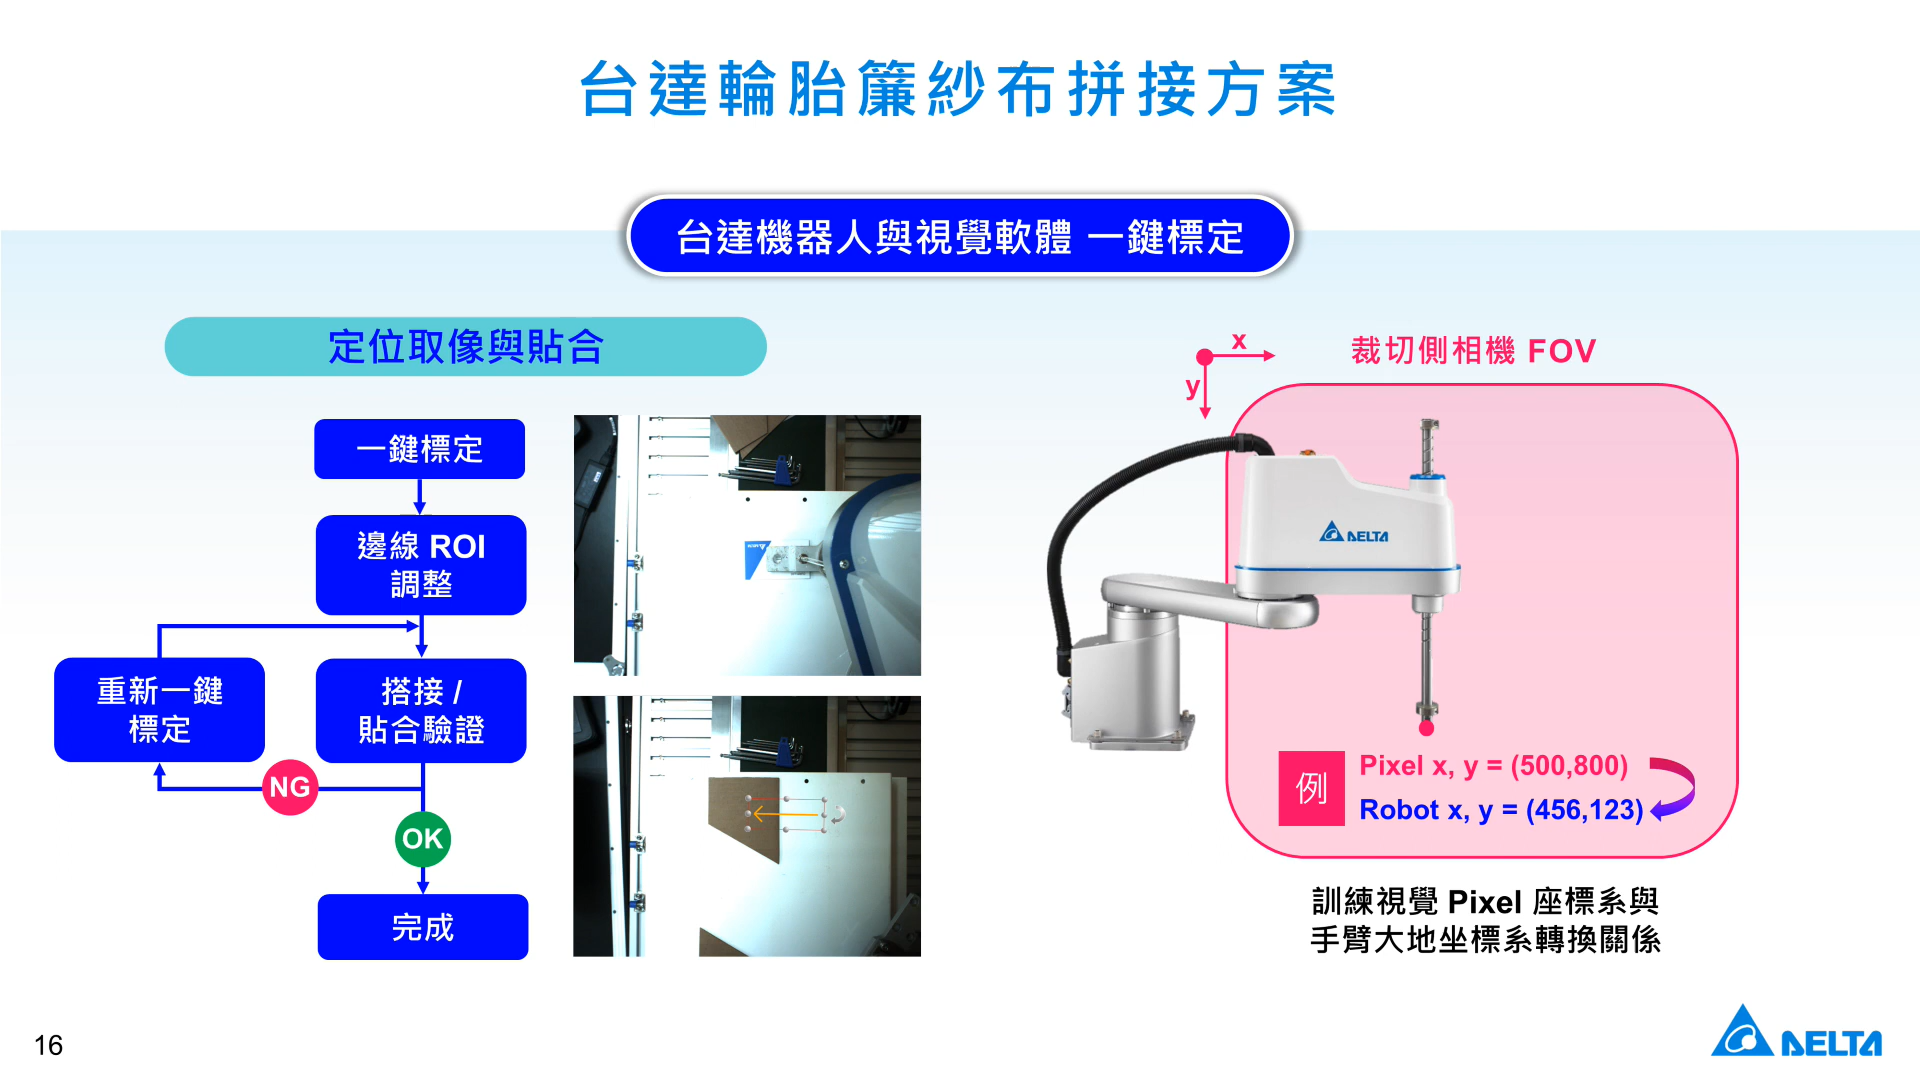 台達輪胎簾紗布拼接方案
台達機器人與視覺軟體 一鍵標定
定位取像與貼合
一鍵標定
邊線 ROI
調整
重新一鍵
標定
搭接 /
貼合驗證
NG
OK
完成
x
y
裁切側相機 FOV
DELTA
例
Pixel x, y = (500,800)
Robot x, y = (456,123)
訓練視覺 Pixel 座標系與
手臂大地坐標系轉換關係
16
DELTA